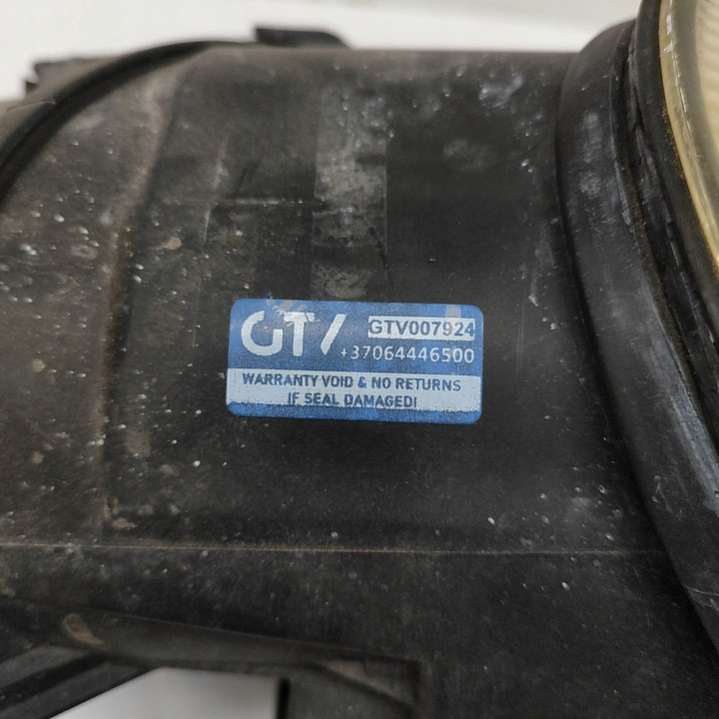 GTV
GTV007924
+37064446500
WARRANTY VOID & NO RETURNS
IF SEAL DAMAGED!